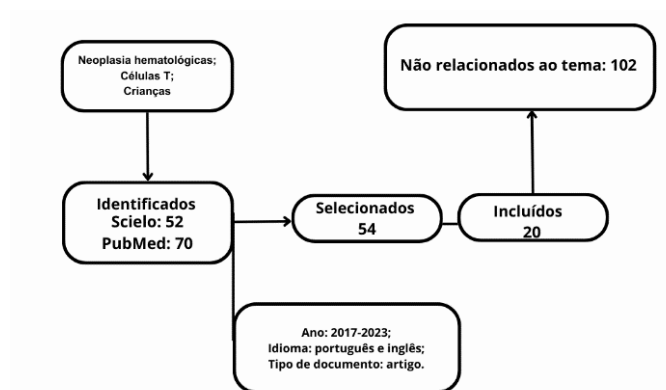 Neoplasia hematológicas;
Células T;
Crianças
Não relacionados ao tema: 102
Identificados
Scielo: 52
PubMed: 70
Selecionados
54
Incluídos
20
Ano: 2017-2023;
Idioma: português e inglês;
Tipo de documento: artigo.